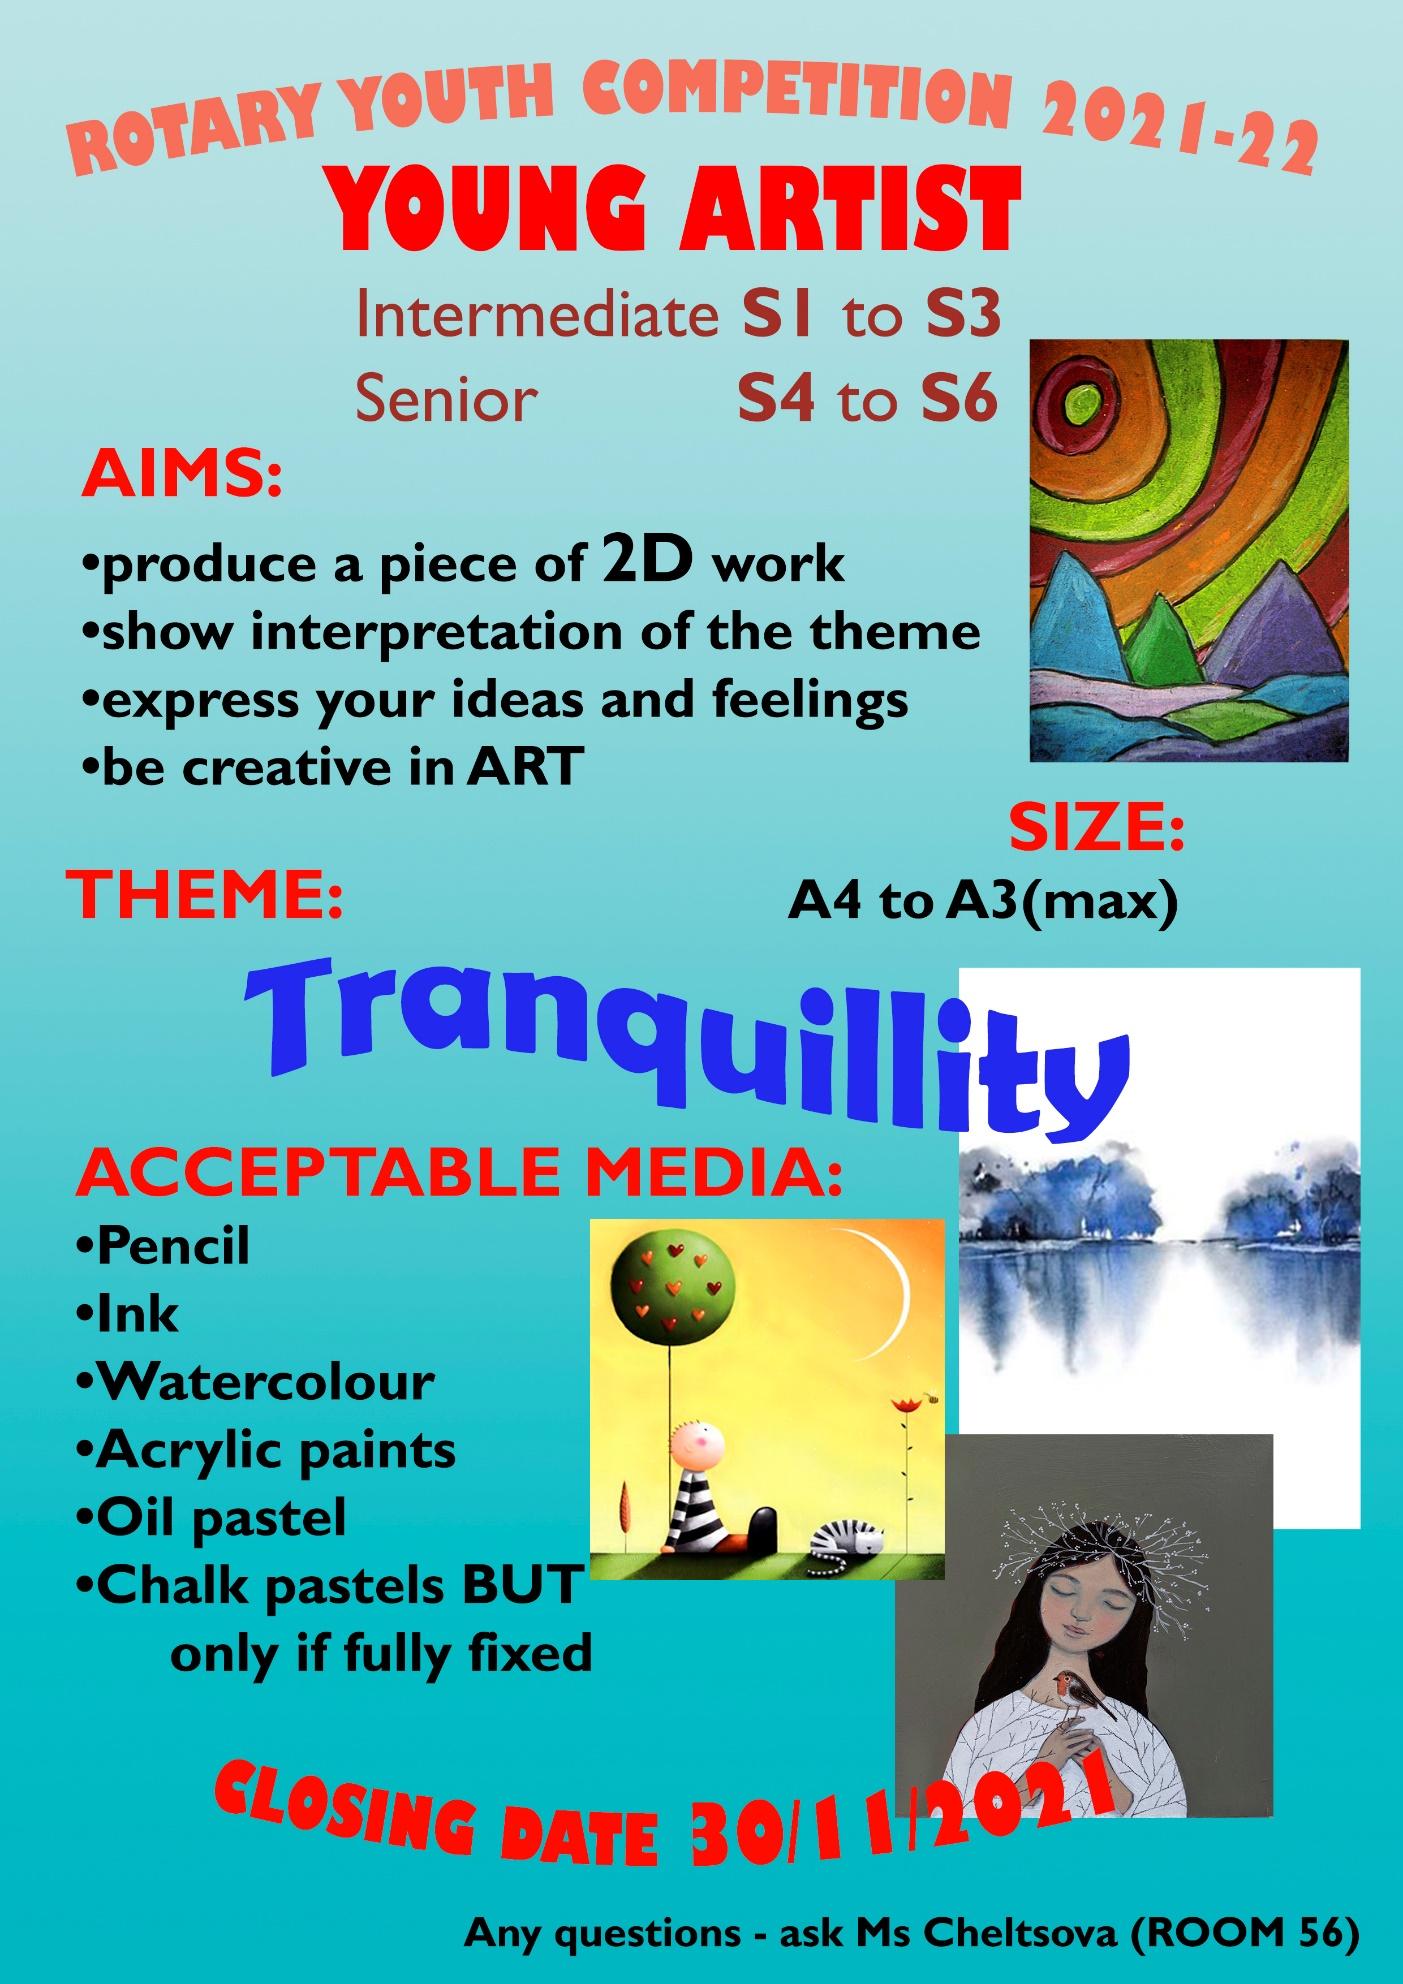 ROTARY YOUTH COMPETITION 2021-22
YOUNG ARTIST
Intermediate S1 to S3
Senior S4 to S6
AIMS:
•produce a piece of 2D work
•show interpretation of the theme
•express your ideas and feelings
•be creative in ART
SIZE:
A4 to A3(max)
THEME:
Tranquillity
ACCEPTABLE MEDIA:
•Pencil
•Ink
•Watercolour
•Acrylic paints
•Oil pastel
•Chalk pastels BUT
only if fully fixed
CLOSING DATE 30/11/2021
Any questions - ask Ms Cheltsova (ROOM 56)